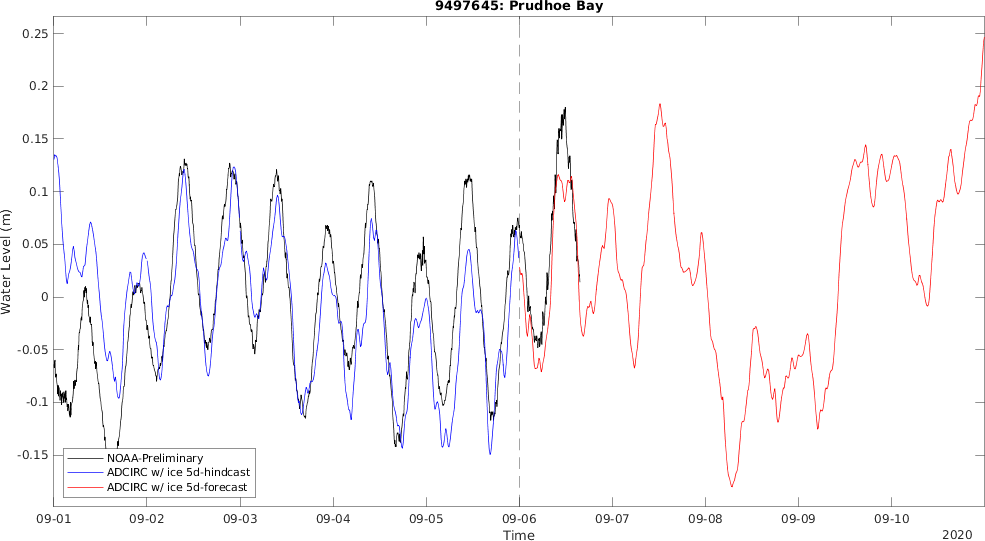 9497645: Prudhoe Bay
0.25
0.2
0.15
0.1
0.05
0
-0.05
-0.1
-0.15
Water Level (m)
NOAA-Preliminary
ADCIRC w/ ice 5d-hindcast
ADCIRC w/ ice 5d-forecast
09-01 09-02 09-03 09-04 09-05 09-06 09-07 09-08 09-09 09-10
Time
2020